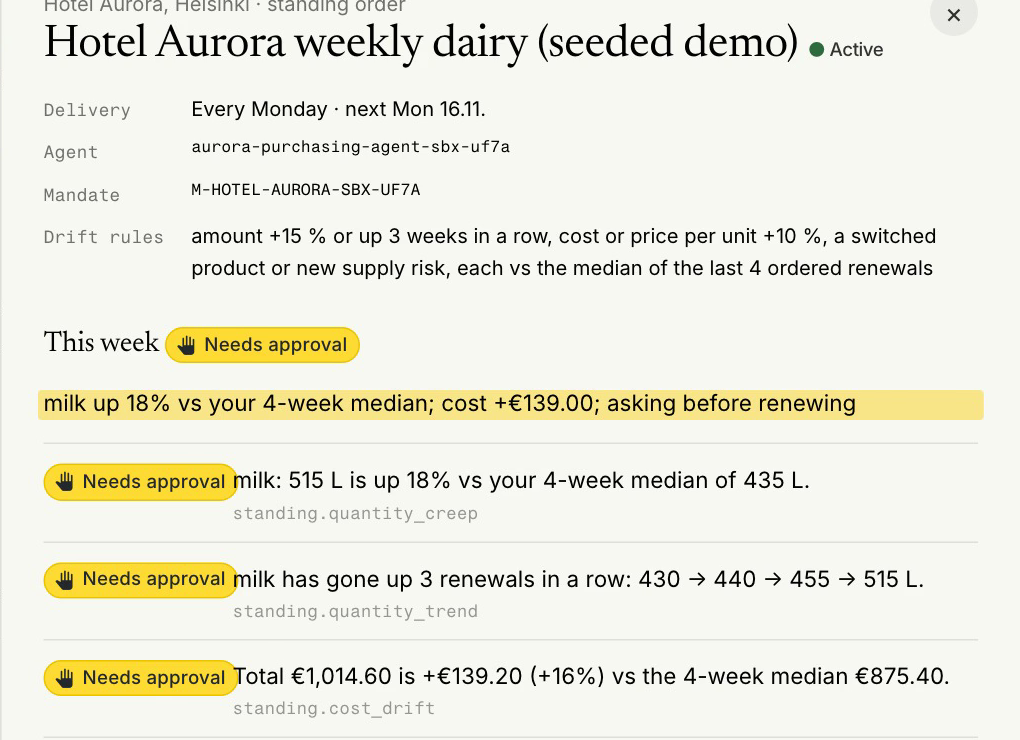 Hotel Aurora, Helsinki · standing order
Hotel Aurora weekly dairy (seeded demo) Active
Delivery Every Monday · next Mon 16.11.
Agent aurora-purchasing-agent-sbx-uf7a
Mandate M-HOTEL-AURORA-SBX-UF7A
Drift rules amount +15 % or up 3 weeks in a row, cost or price per unit +10 %, a switched
product or new supply risk, each vs the median of the last 4 ordered renewals
This week Needs approval
milk up 18% vs your 4-week median; cost +€139.00; asking before renewing
Needs approval milk: 515 L is up 18% vs your 4-week median of 435 L.
standing.quantity_creep
Needs approval milk has gone up 3 renewals in a row: 430 → 440 → 455 → 515 L.
standing.quantity_trend
Needs approval Total €1,014.60 is +€139.20 (+16%) vs the 4-week median €875.40.
standing.cost_drift